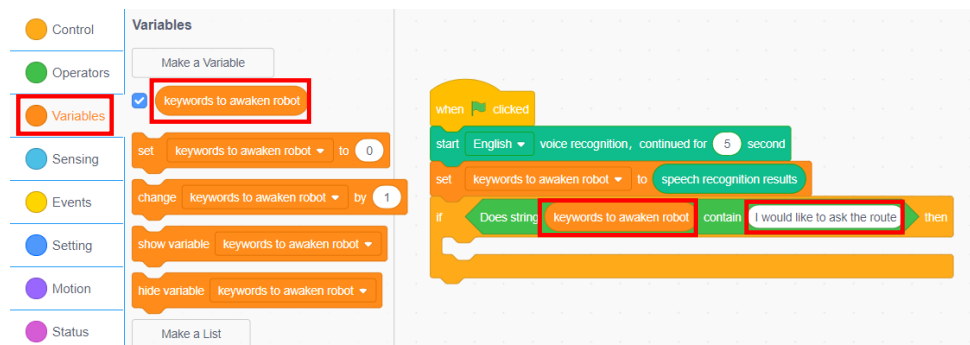 Control
Operators
Variables
Sensing
Events
Setting
Motion
Status
Variables
Make a Variable
keywords to awaken robot
set keywords to awaken robot to 0
change keywords to awaken robot by 1
show variable keywords to awaken robot
hide variable keywords to awaken robot
Make a List
when clicked
start English voice recognition, continued for 5 second
set keywords to awaken robot to speech recognition results
if Does string keywords to awaken robot contain I would like to ask the route then